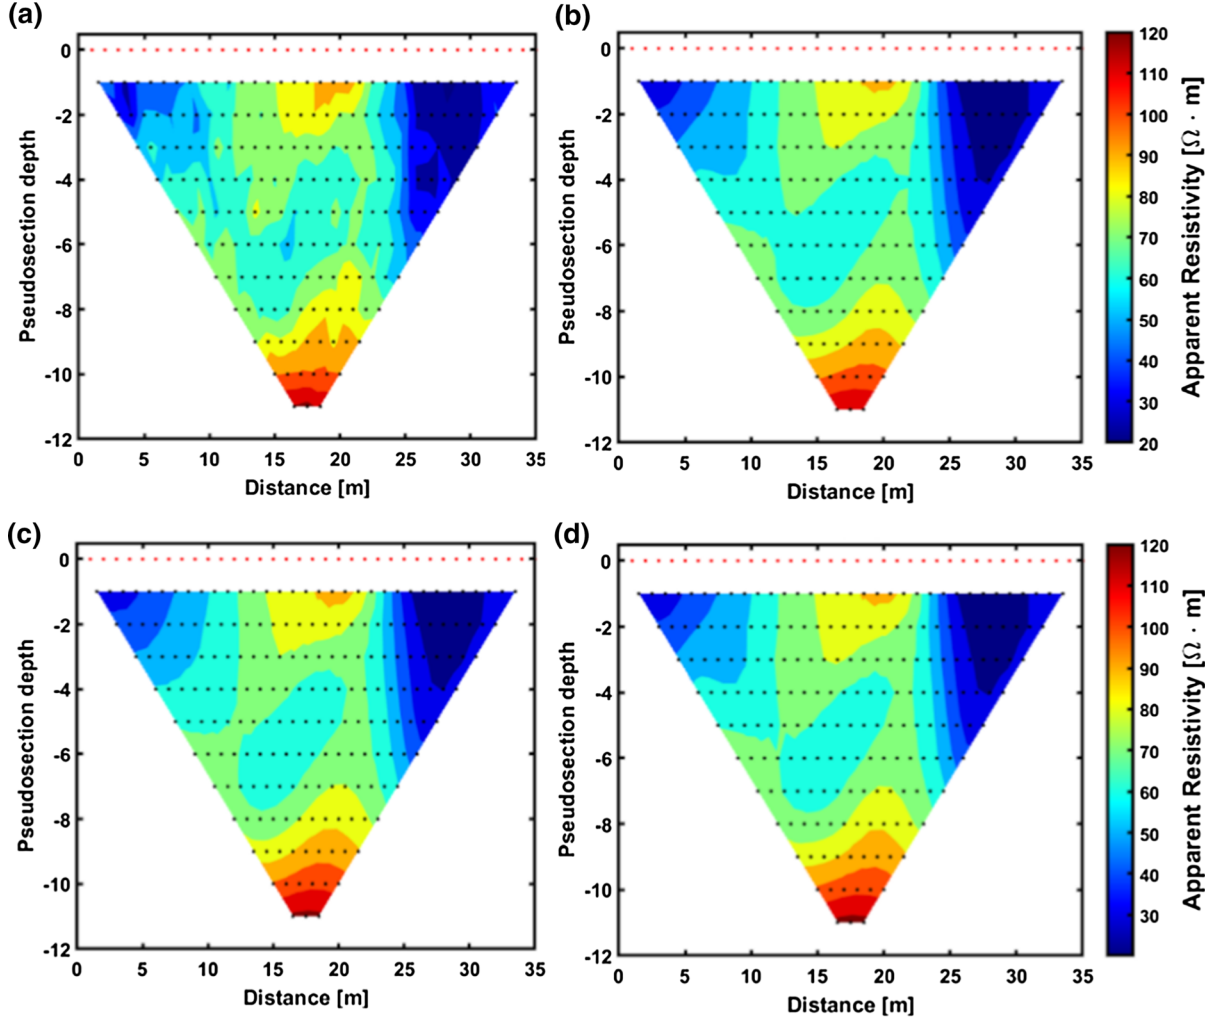 (a)
0
-2
-4
-6
-8
-10
-12
Pseudosection depth
0 5 10 15 20 25 30 35
Distance [m]
(b)
0
-2
-4
-6
-8
-10
-12
Pseudosection depth
0 5 10 15 20 25 30 35
Distance [m]
120
110
100
90
80
70
60
50
40
30
20
Apparent Resistivity [Ω · m]
(c)
0
-2
-4
-6
-8
-10
-12
Pseudosection depth
0 5 10 15 20 25 30 35
Distance [m]
(d)
0
-2
-4
-6
-8
-10
-12
Pseudosection depth
0 5 10 15 20 25 30 35
Distance [m]
120
110
100
90
80
70
60
50
40
30
Apparent Resistivity [Ω · m]